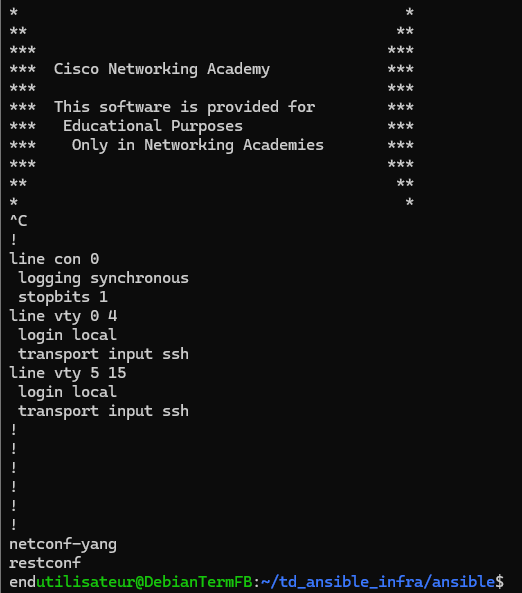 *                                           *
**                                         **
***                                       ***
***  Cisco Networking Academy             ***
***                                       ***
***  This software is provided for        ***
***   Educational Purposes                ***
***    Only in Networking Academies       ***
***                                       ***
**                                         **
*                                           *
^C
!
line con 0
 logging synchronous
 stopbits 1
line vty 0 4
 login local
 transport input ssh
line vty 5 15
 login local
 transport input ssh
!
!
!
!
!
!
netconf-yang
restconf
endutilisateur@DebianTermFB:~/td_ansible_infra/ansible$